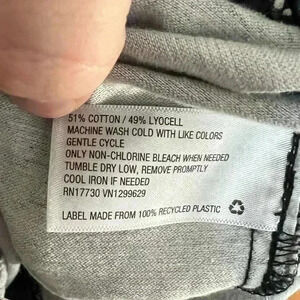 51% COTTON / 49% LYOCELL
MACHINE WASH COLD WITH LIKE COLORS
GENTLE CYCLE
ONLY NON-CHLORINE BLEACH WHEN NEEDED
TUMBLE DRY LOW, REMOVE PROMPTLY
COOL IRON IF NEEDED
RN17730 VN1299629
LABEL MADE FROM 100% RECYCLED PLASTIC